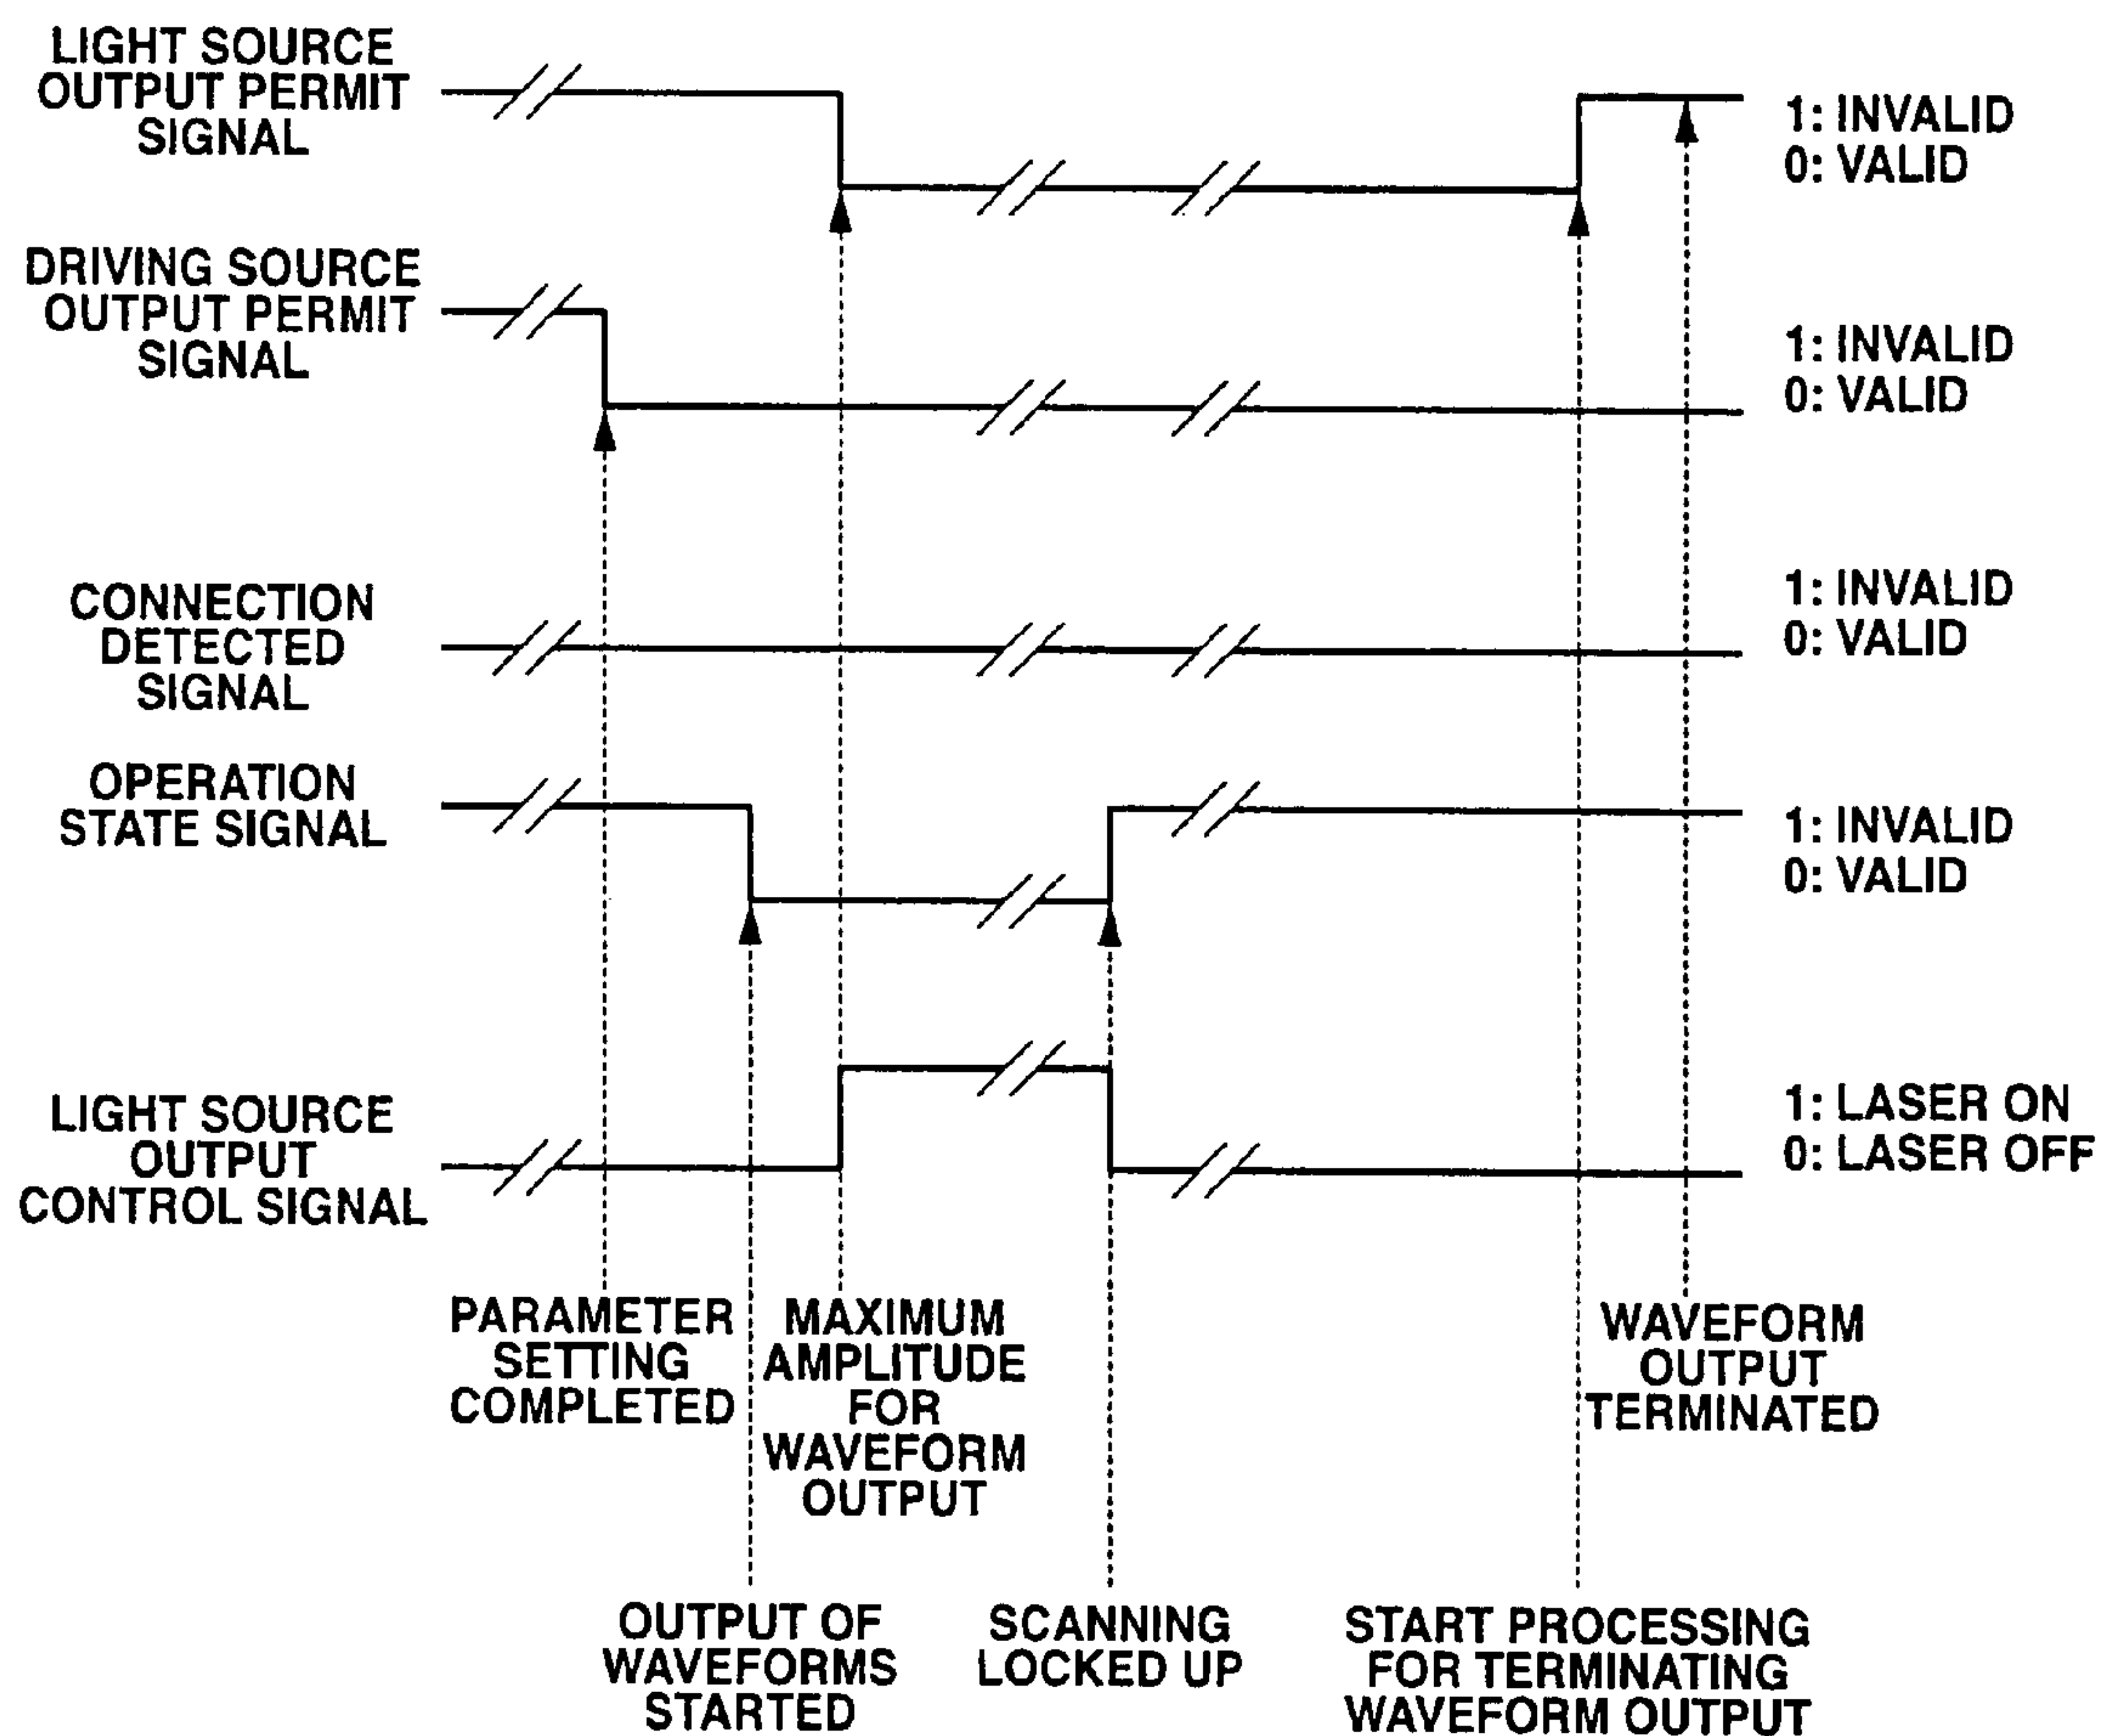 LIGHT SOURCE
OUTPUT PERMIT
SIGNAL
1: INVALID
0: VALID
DRIVING SOURCE
OUTPUT PERMIT
SIGNAL
1: INVALID
0: VALID
CONNECTION
DETECTED
SIGNAL
1: INVALID
0: VALID
OPERATION
STATE SIGNAL
1: INVALID
0: VALID
LIGHT SOURCE
OUTPUT
CONTROL SIGNAL
1: LASER ON
0: LASER OFF
PARAMETER
SETTING
COMPLETED
MAXIMUM
AMPLITUDE
FOR
WAVEFORM
OUTPUT
WAVEFORM
OUTPUT
TERMINATED
OUTPUT OF
WAVEFORMS
STARTED
SCANNING
LOCKED UP
START PROCESSING
FOR TERMINATING
WAVEFORM OUTPUT